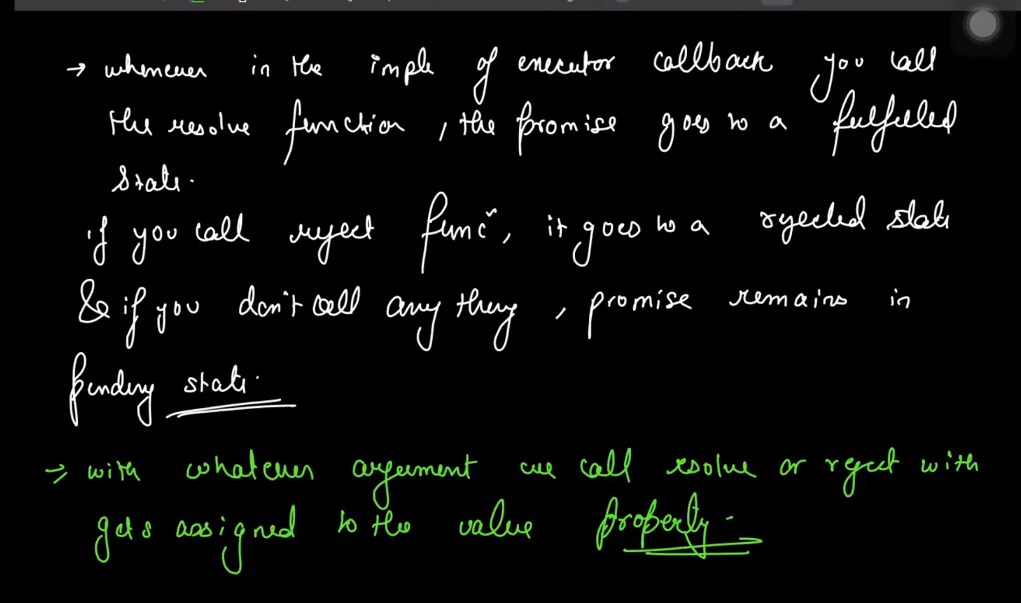 → whenever in the imple of executor callback you call
the resolve function, the promise goes to a fulfilled
state.
if you call reject func, it goes to a rejected state
& if you don't call any thing, promise remains in
pending state.
→ with whatever argument we call resolve or reject with
gets assigned to the value property.